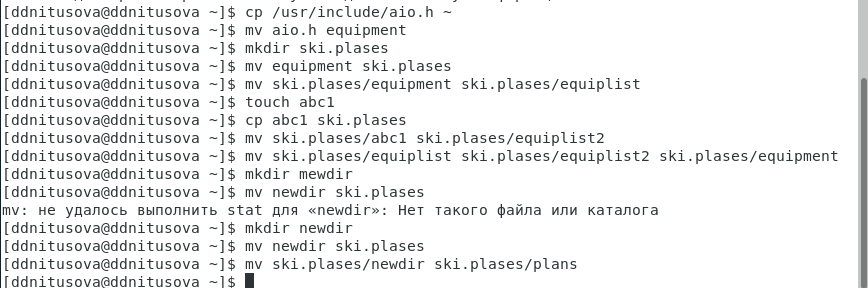 [ddnitusova@ddnitusova ~]$ cp /usr/include/aio.h ~
[ddnitusova@ddnitusova ~]$ mv aio.h equipment
[ddnitusova@ddnitusova ~]$ mkdir ski.plases
[ddnitusova@ddnitusova ~]$ mv equipment ski.plases
[ddnitusova@ddnitusova ~]$ mv ski.plases/equipment ski.plases/equiplist
[ddnitusova@ddnitusova ~]$ touch abc1
[ddnitusova@ddnitusova ~]$ cp abc1 ski.plases
[ddnitusova@ddnitusova ~]$ mv ski.plases/abc1 ski.plases/equiplist2
[ddnitusova@ddnitusova ~]$ mv ski.plases/equiplist ski.plases/equiplist2 ski.plases/equipment
[ddnitusova@ddnitusova ~]$ mkdir mewdir
[ddnitusova@ddnitusova ~]$ mv newdir ski.plases
mv: не удалось выполнить stat для «newdir»: Нет такого файла или каталога
[ddnitusova@ddnitusova ~]$ mkdir newdir
[ddnitusova@ddnitusova ~]$ mv newdir ski.plases
[ddnitusova@ddnitusova ~]$ mv ski.plases/newdir ski.plases/plans
[ddnitusova@ddnitusova ~]$